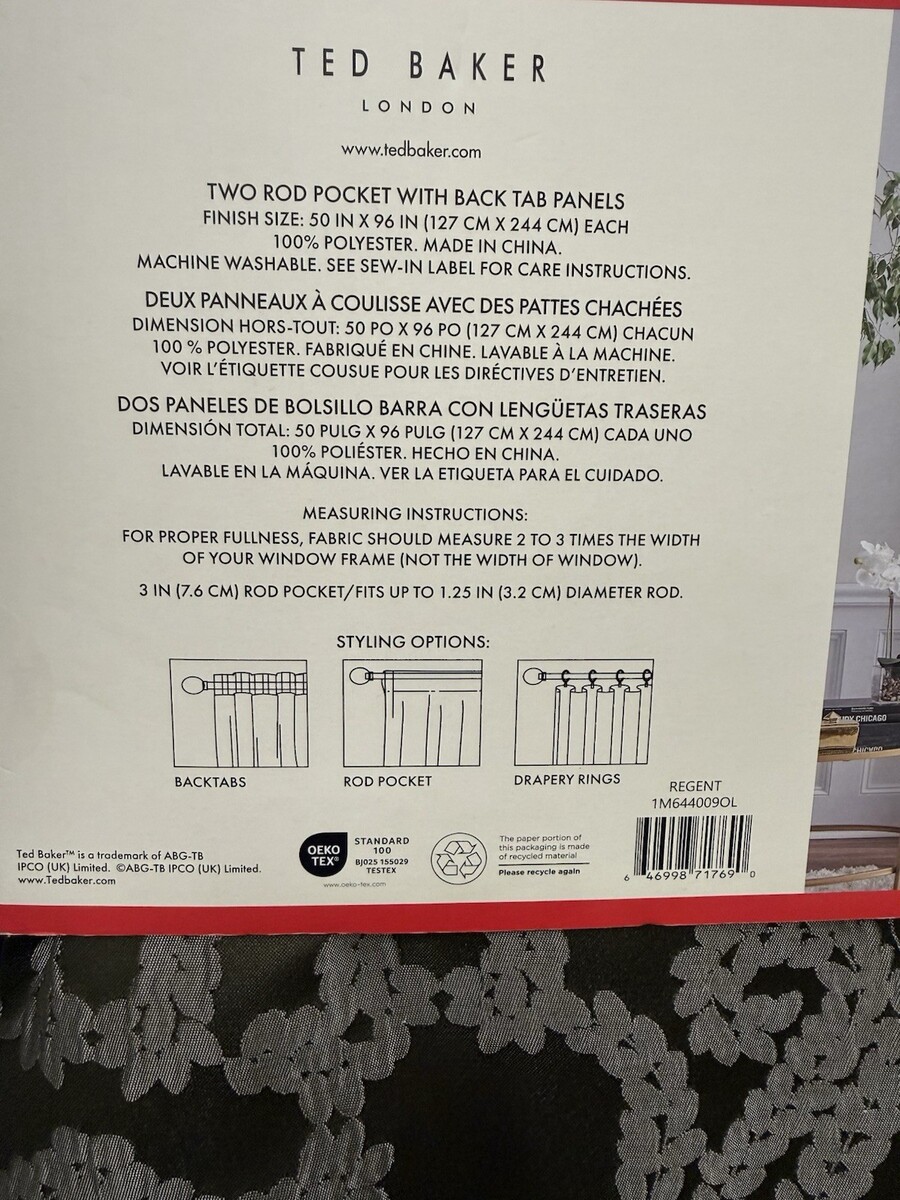 TED BAKER
LONDON
www.tedbaker.com
TWO ROD POCKET WITH BACK TAB PANELS
FINISH SIZE: 50 IN X 96 IN (127 CM X 244 CM) EACH
100% POLYESTER. MADE IN CHINA.
MACHINE WASHABLE. SEE SEW-IN LABEL FOR CARE INSTRUCTIONS.
DEUX PANNEAUX À COULISSE AVEC DES PATTES CHACHÉES
DIMENSION HORS-TOUT: 50 PO X 96 PO (127 CM X 244 CM) CHACUN
100 % POLYESTER. FABRIQUÉ EN CHINE. LAVABLE À LA MACHINE.
VOIR L'ÉTIQUETTE COUSUE POUR LES DIRÉCTIVES D'ENTRETIEN.
DOS PANELES DE BOLSILLO BARRA CON LENGÜETAS TRASERAS
DIMENSIÓN TOTAL: 50 PULG X 96 PULG (127 CM X 244 CM) CADA UNO
100% POLIÉSTER. HECHO EN CHINA.
LAVABLE EN LA MÁQUINA. VER LA ETIQUETA PARA EL CUIDADO.
MEASURING INSTRUCTIONS:
FOR PROPER FULLNESS, FABRIC SHOULD MEASURE 2 TO 3 TIMES THE WIDTH
OF YOUR WINDOW FRAME (NOT THE WIDTH OF WINDOW).
3 IN (7.6 CM) ROD POCKET/FITS UP TO 1.25 IN (3.2 CM) DIAMETER ROD.
STYLING OPTIONS:
BACKTABS
ROD POCKET
DRAPERY RINGS
REGENT
1M644009OL
6 46998 71769 0
Ted Baker™ is a trademark of ABG-TB
IPCO (UK) Limited. ©ABG-TB IPCO (UK) Limited.
www.Tedbaker.com
OEKO
TEX®
STANDARD
100
BJ025 155029
TESTEX
www.oeko-tex.com
The paper portion of
this packaging is made
of recycled material
Please recycle again
CHICAGO